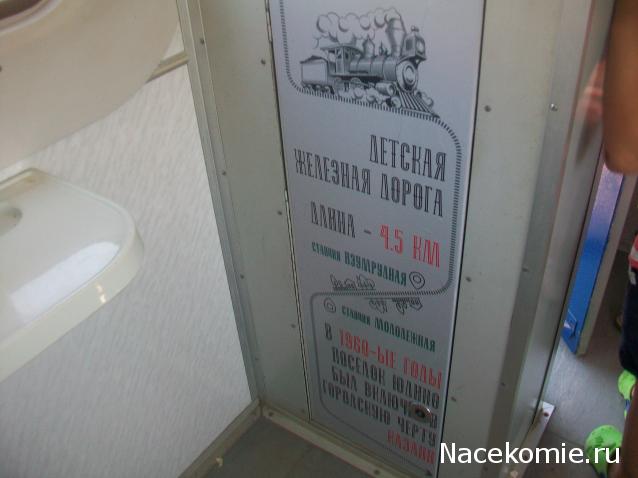 ДЕТСКАЯ
ЖЕЛЕЗНАЯ ДОРОГА
ДЛИНА - 4.5 КМ
СТАНЦИЯ ИЗУМРУДНАЯ
СТАНЦИЯ МОЛОДЕЖНАЯ
В 1960-ЫЕ ГОДЫ
ПОСЕЛОК ЮДИНО
БЫЛ ВКЛЮЧЕН В
ГОРОДСКУЮ ЧЕРТУ
КАЗАНИ
Nacekomie.ru